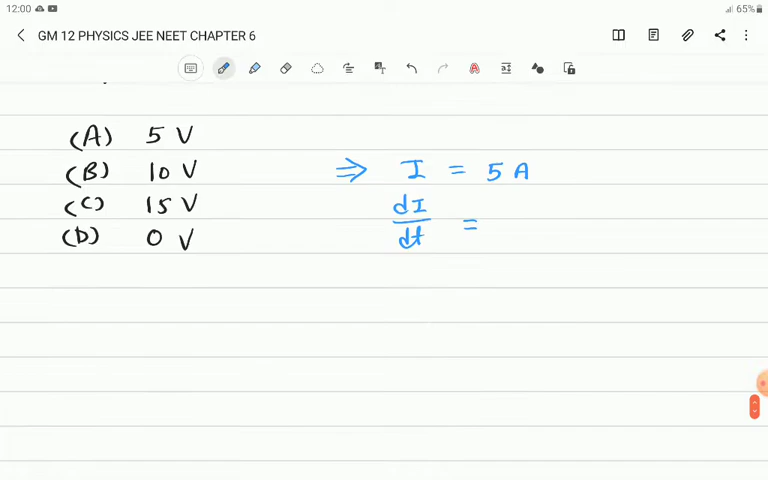 12:00 65%
GM 12 PHYSICS JEE NEET CHAPTER 6
(A) 5 V
(B) 10 V
(C) 15 V
(D) 0 V
⇒ I = 5 A
dI/dt =